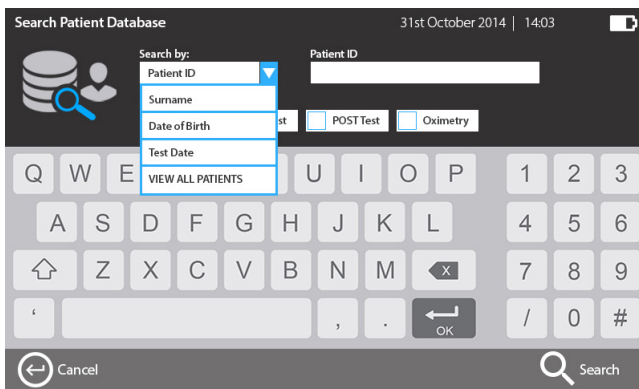 Search Patient Database 31st October 2014 | 14:03
Search by: Patient ID
Patient ID
Surname
Date of Birth
st POST Test Oximetry
Test Date
VIEW ALL PATIENTS
Q W E U I O P 1 2 3
A S D F G H J K L 4 5 6
Z X C V B N M X 7 8 9
' , . OK / 0 #
Cancel Search